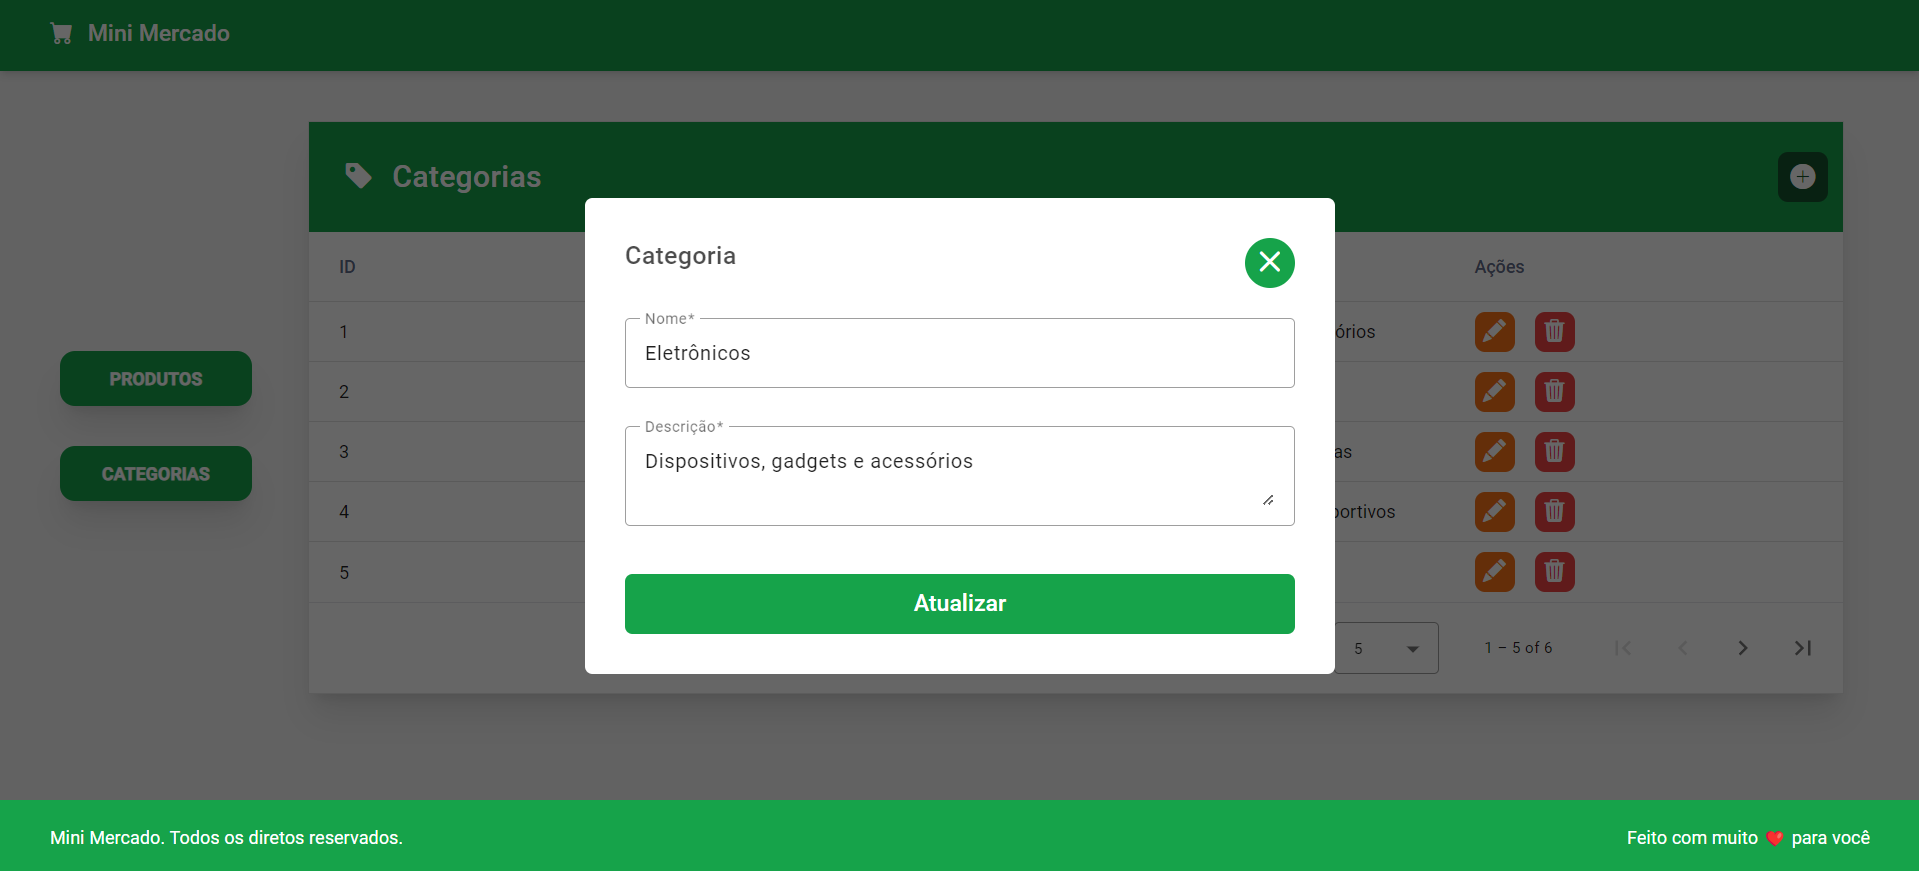 Mini Mercado
Categorias
ID
Ações
1
órios
2
3
as
4
portivos
5
PRODUTOS
CATEGORIAS
Categoria
Nome*
Eletrônicos
Descrição*
Dispositivos, gadgets e acessórios
Atualizar
5
1 – 5 of 6
Mini Mercado. Todos os diretos reservados.
Feito com muito ❤️ para você